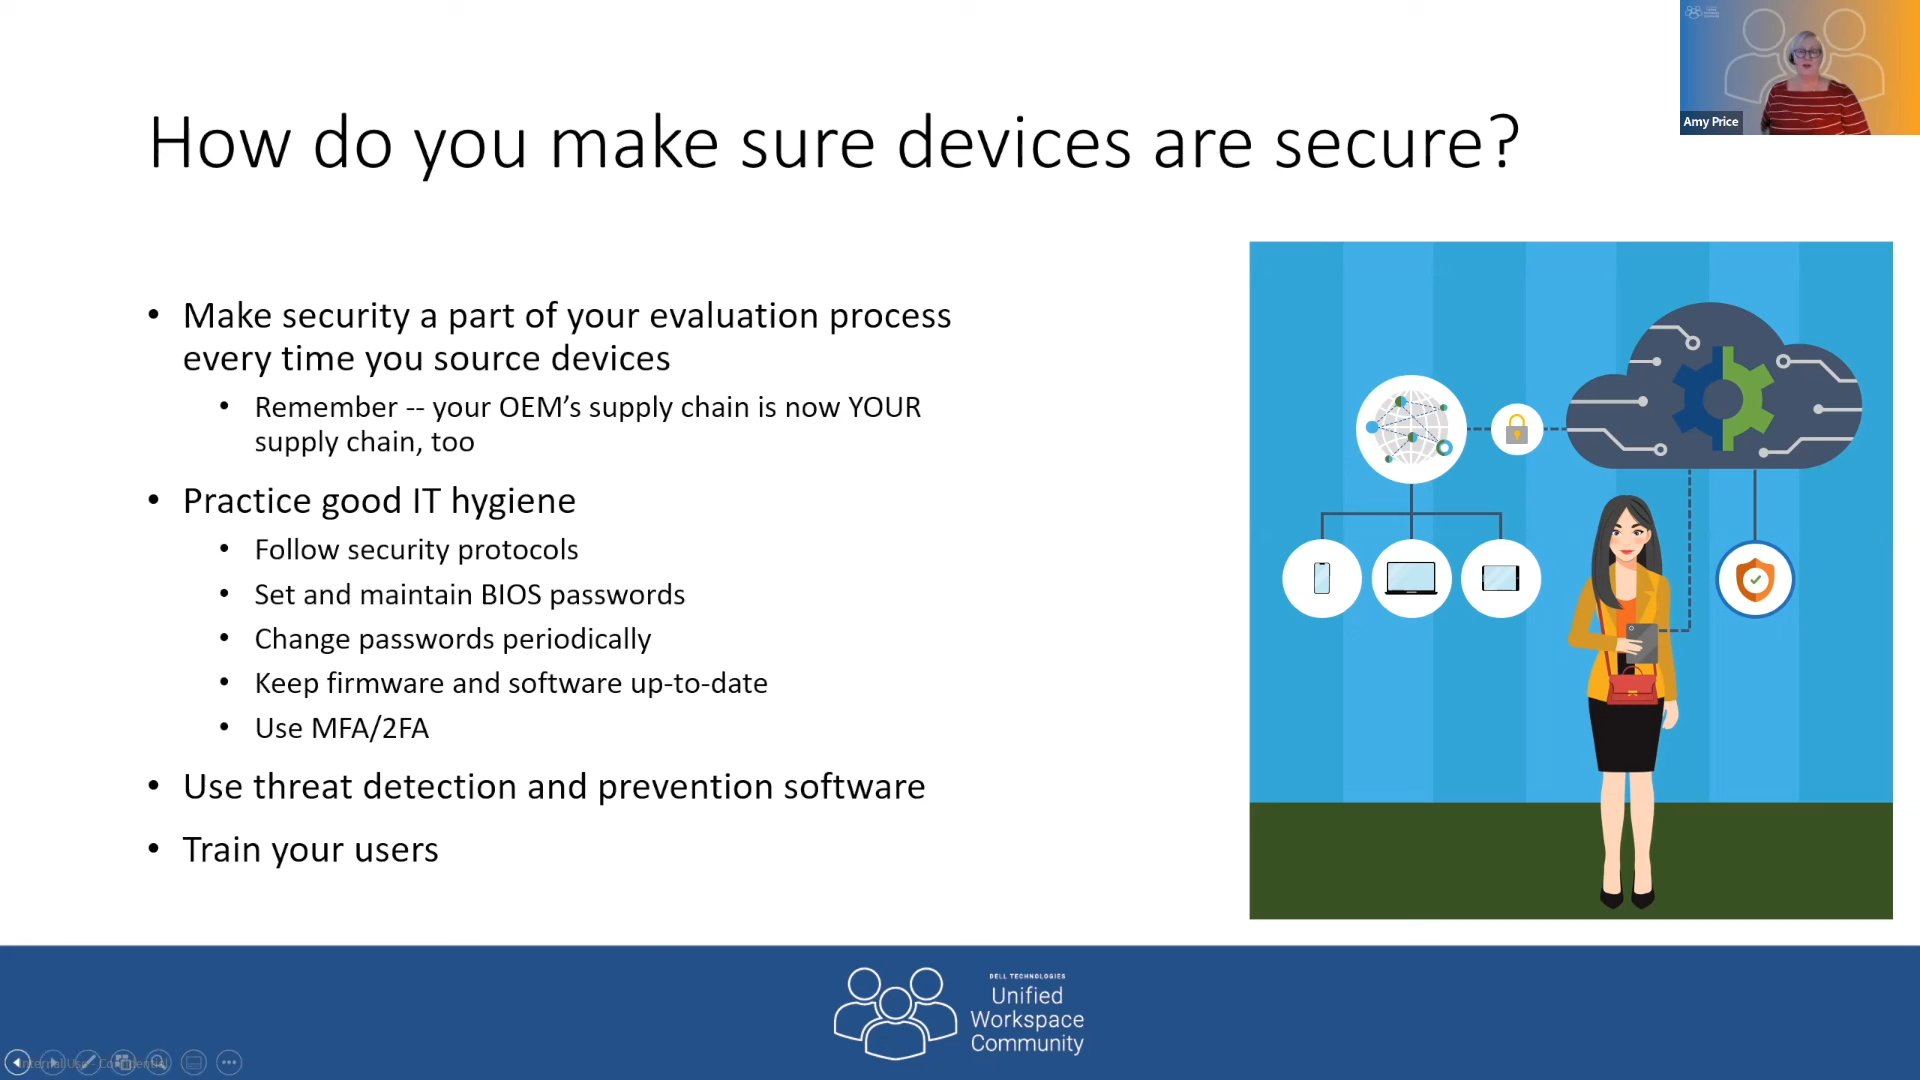 How do you make sure devices are secure?
Amy Price
• Make security a part of your evaluation process
every time you source devices
• Remember -- your OEM’s supply chain is now YOUR
supply chain, too
• Practice good IT hygiene
• Follow security protocols
• Set and maintain BIOS passwords
• Change passwords periodically
• Keep firmware and software up-to-date
• Use MFA/2FA
• Use threat detection and prevention software
• Train your users
DELL TECHNOLOGIES
Unified
Workspace
Community
Internal Use - Confidential